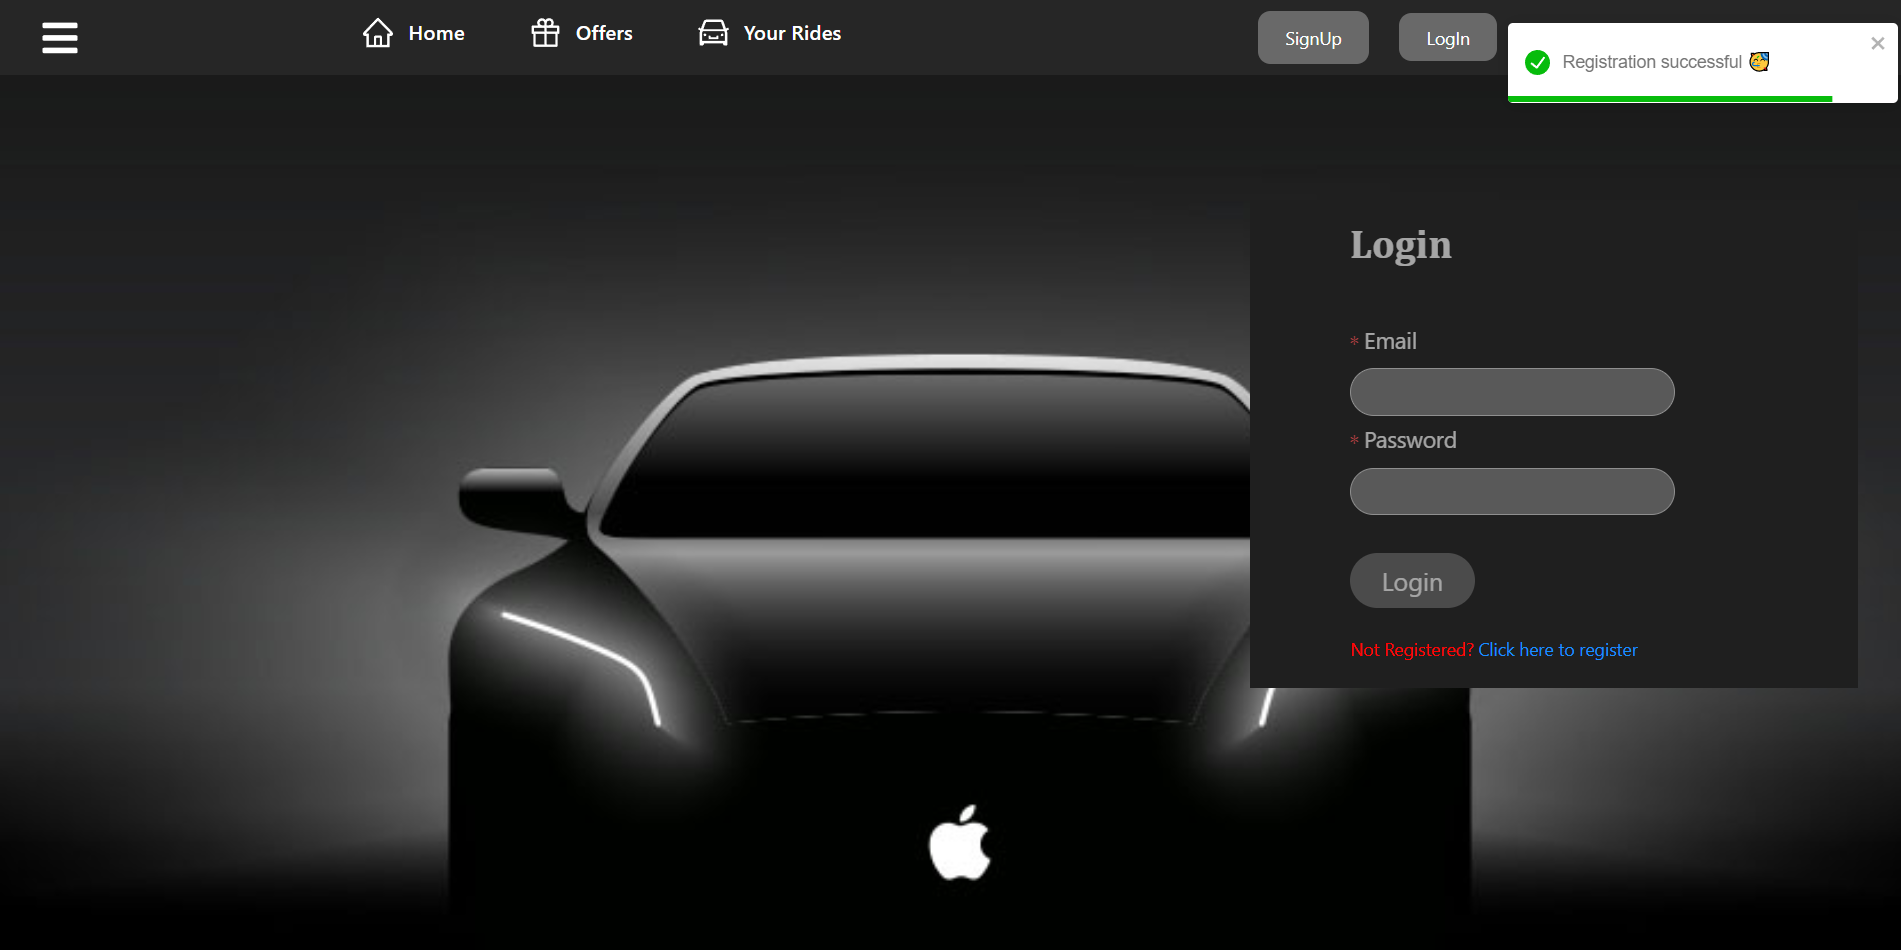 Home
Offers
Your Rides
SignUp
LogIn
Registration successful 🥳
Login
* Email
* Password
Login
Not Registered? Click here to register